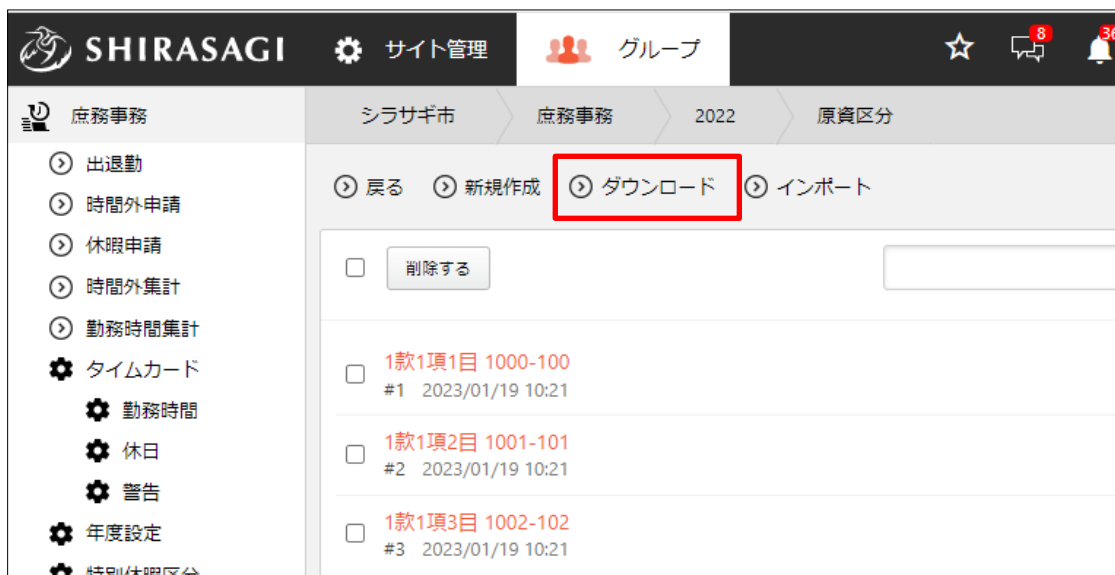 SHIRASAGI
サイト管理
グループ
8
36
庶務事務
シラサギ市
庶務事務
2022
原資区分
出退勤
時間外申請
休暇申請
時間外集計
勤務時間集計
タイムカード
勤務時間
休日
警告
年度設定
特別休暇区分
戻る
新規作成
ダウンロード
インポート
削除する
1款1項1目 1000-100
#1 2023/01/19 10:21
1款1項2目 1001-101
#2 2023/01/19 10:21
1款1項3目 1002-102
#3 2023/01/19 10:21